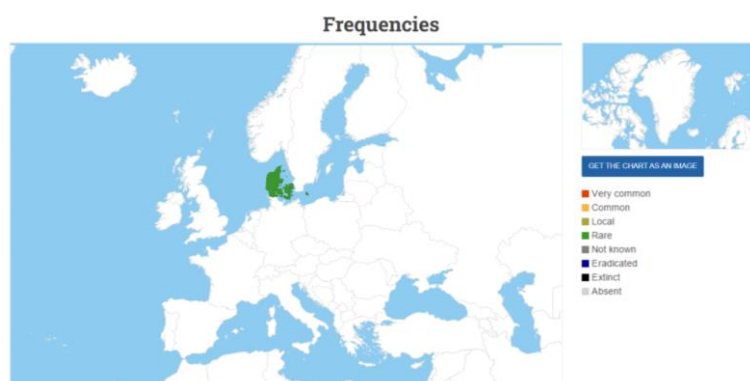 Frequencies
GET THE CHART AS AN IMAGE
Very common
Common
Local
Rare
Not known
Eradicated
Extinct
Absent